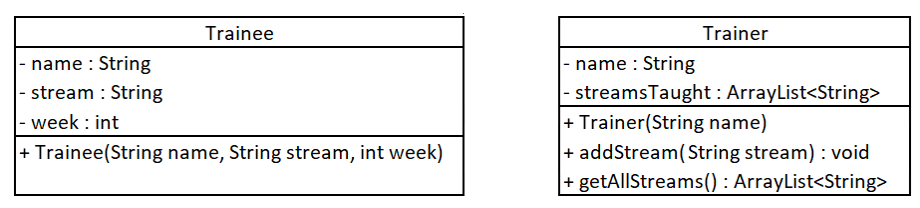 Trainee
- name : String
- stream : String
- week : int
+ Trainee(String name, String stream, int week)
Trainer
- name : String
- streamsTaught : ArrayList<String>
+ Trainer(String name)
+ addStream( String stream) : void
+ getAllStreams() : ArrayList<String>